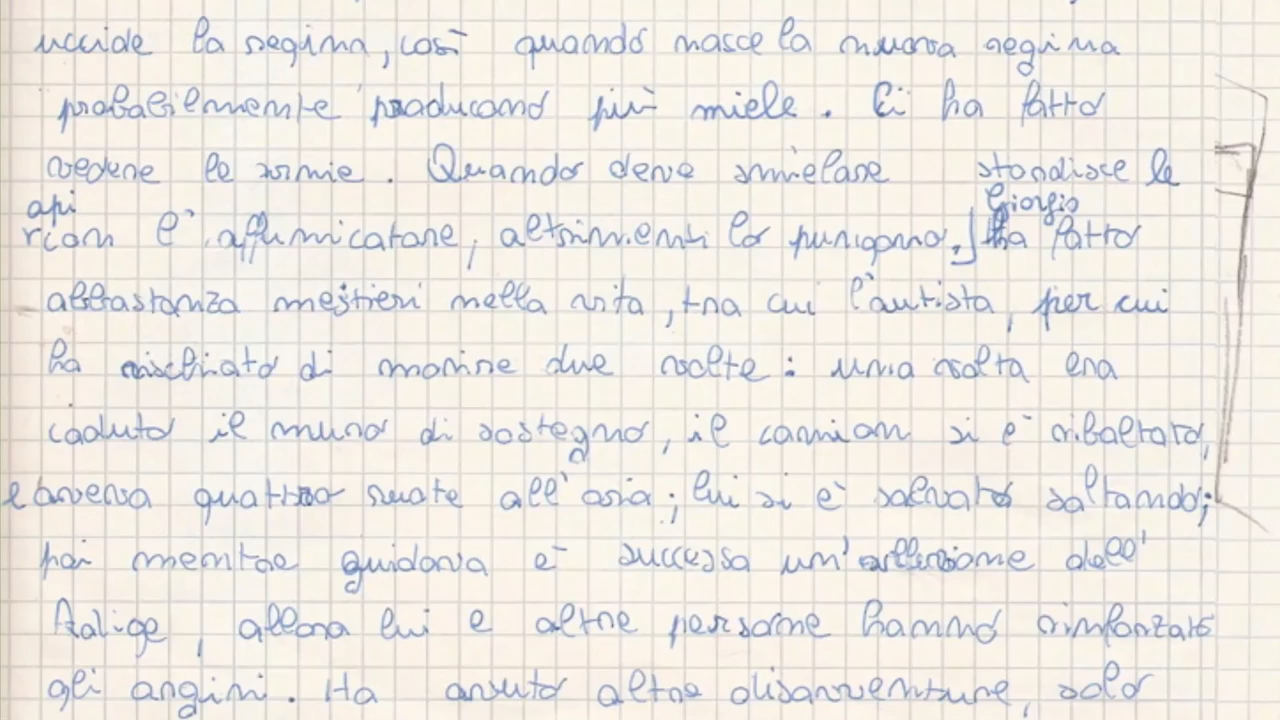 uccide la regina, così quando nasce la nuova regina
probabilmente producano più miele. Ci ha fatto
vedere le arnie. Quando deve smielare stordisce le
api Giorgio
con l'affumicatore, altrimenti lo pungono. ha fatto
abbastanza mestieri nella vita, tra cui l'autista, per cui
ha rischiato di morire due volte: una volta era
caduto il muro di sostegno, il camion si è ribaltato,
e aveva quattro ruote all'aria; lui si è salvato saltando;
poi mentre guidava è successa un'alluvione dell'
Adige, allora lui e altre persone hanno rinforzato
gli argini. Ha avuto altre disavventure, solo